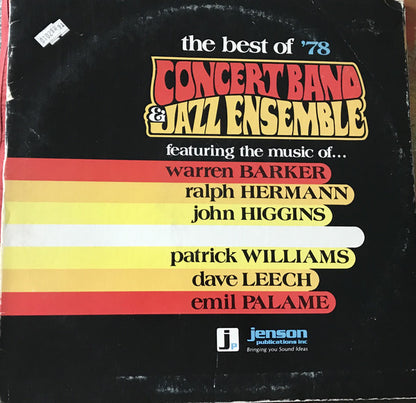 the best of '78
CONCERT BAND
& JAZZ ENSEMBLE
featuring the music of...
warren BARKER
ralph HERMANN
john HIGGINS
patrick WILLIAMS
dave LEECH
emil PALAME
jp jenson
publications inc
Bringing you Sound Ideas